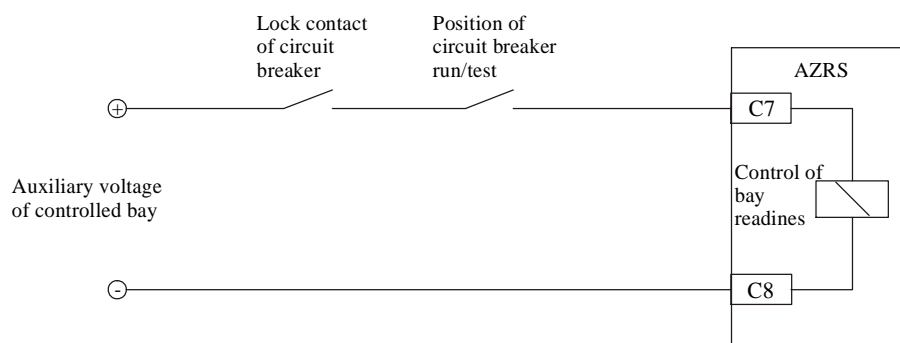 Lock contact
of circuit
breaker
Position of
circuit breaker
run/test
AZRS
+
C7
Auxiliary voltage
of controlled bay
Control of
bay
readines
-
C8